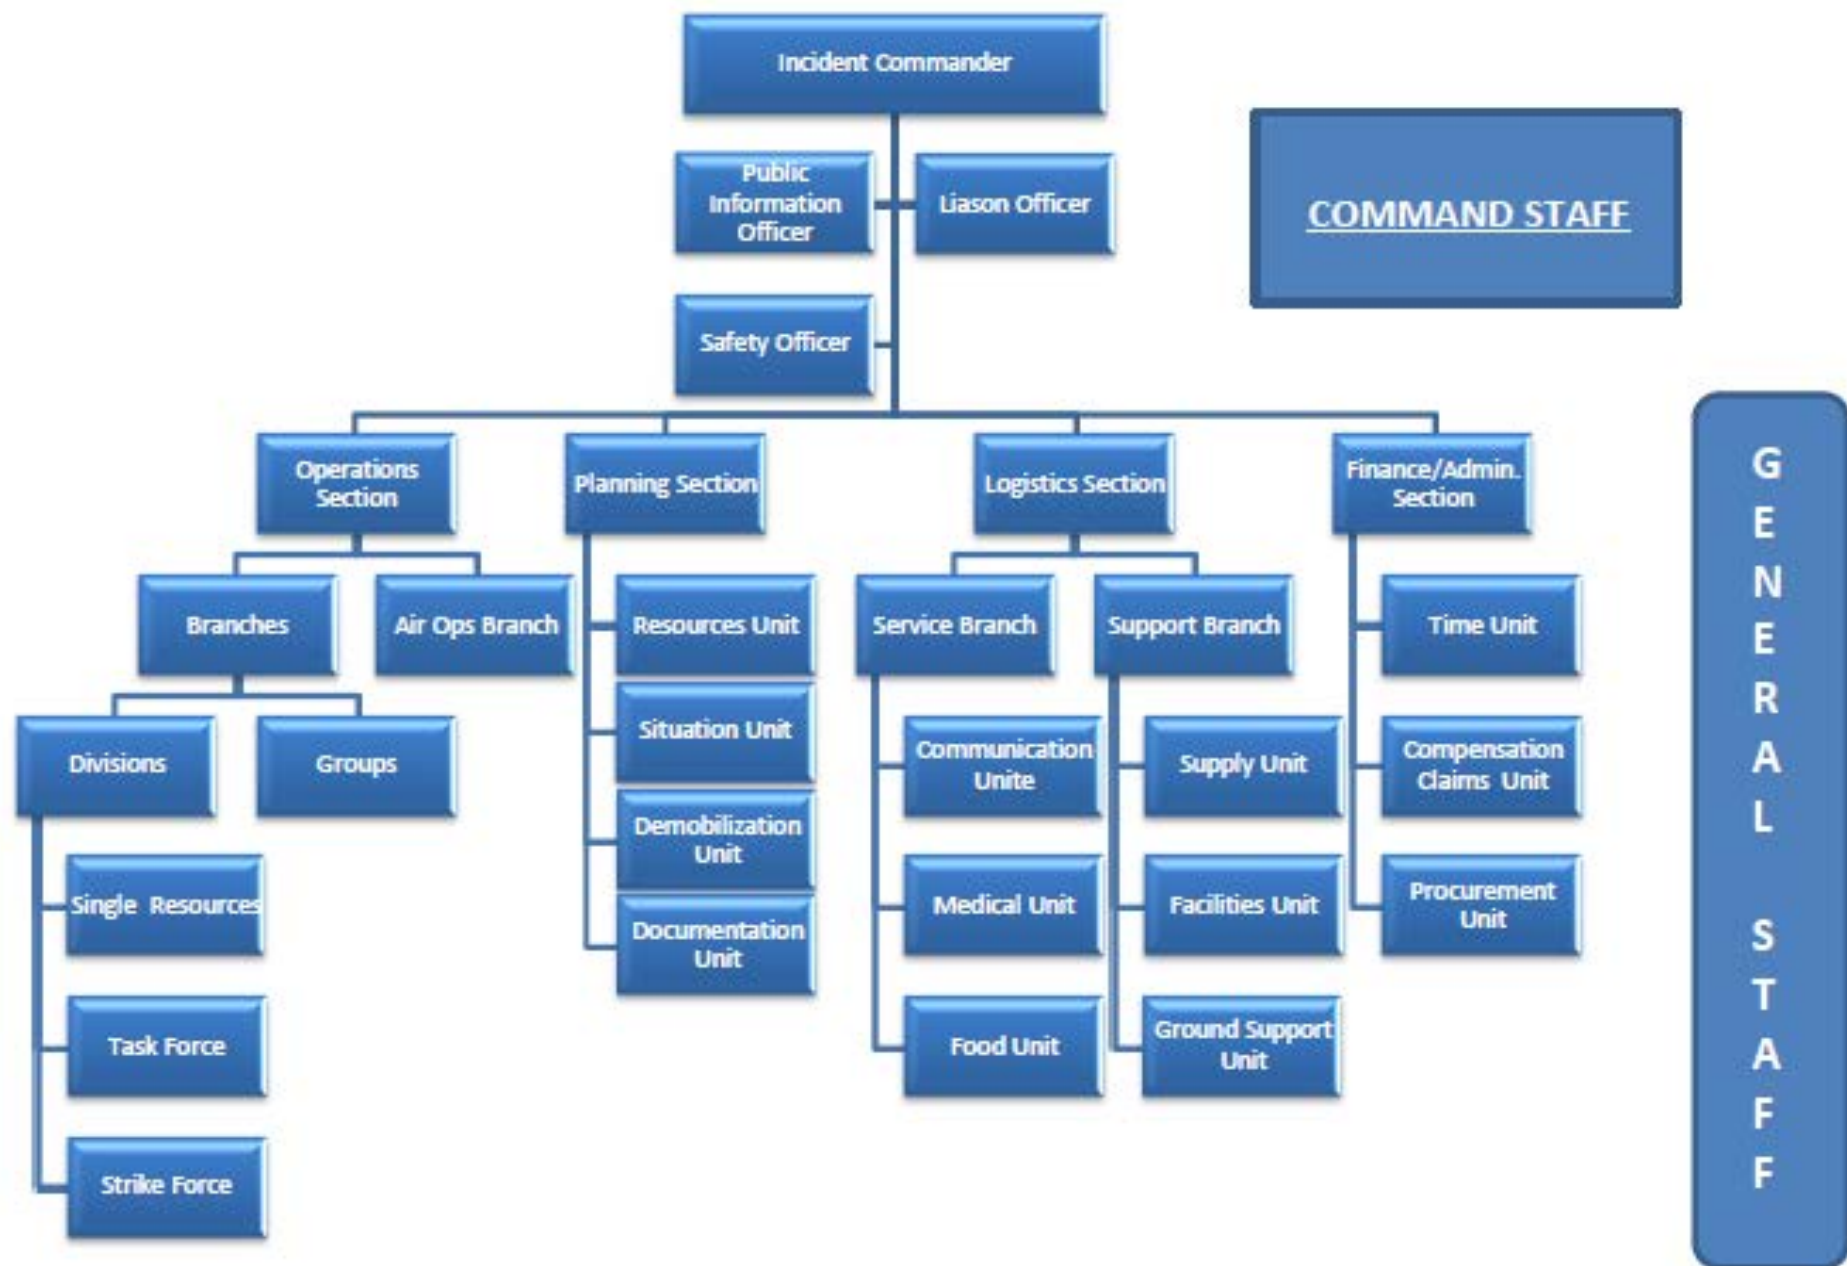 Incident Commander
Public
Information
Officer
Liason Officer
COMMAND STAFF
Safety Officer
Operations
Section
Planning Section
Logistics Section
Finance/Admin.
Section
Branches
Air Ops Branch
Resources Unit
Service Branch
Support Branch
Time Unit
Divisions
Groups
Situation Unit
Communication
Unite
Supply Unit
Compensation
Claims Unit
Demobilization
Unit
Single Resources
Documentation
Unit
Medical Unit
Facilities Unit
Procurement
Unit
Task Force
Food Unit
Ground Support
Unit
Strike Force
G
E
N
E
R
A
L
S
T
A
F
F